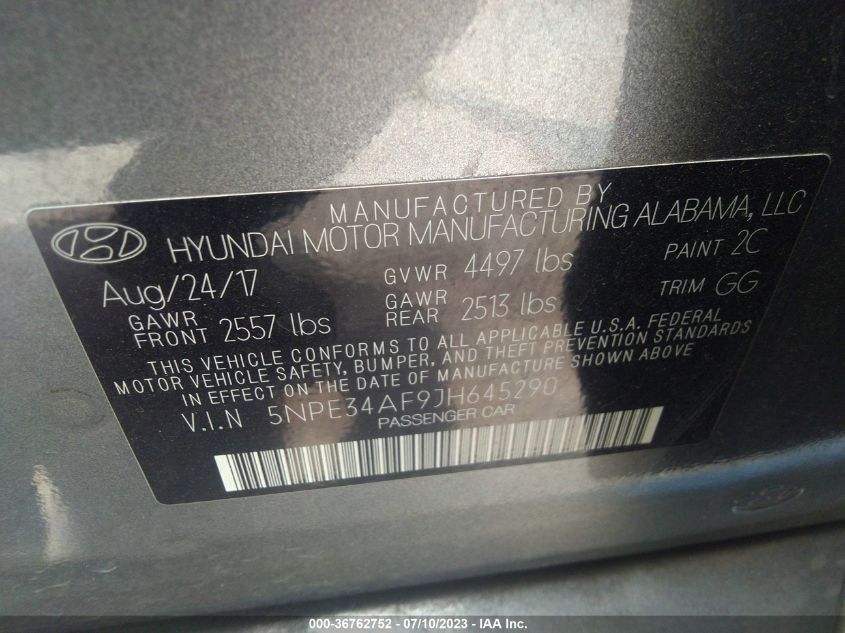 MANUFACTURED BY
HYUNDAI MOTOR MANUFACTURING ALABAMA, LLC
Aug/24/17 GVWR 4497 lbs PAINT 2C
GAWR FRONT 2557 lbs GAWR REAR 2513 lbs TRIM GG
THIS VEHICLE CONFORMS TO ALL APPLICABLE U.S.A. FEDERAL
MOTOR VEHICLE SAFETY, BUMPER, AND THEFT PREVENTION STANDARDS
IN EFFECT ON THE DATE OF MANUFACTURE SHOWN ABOVE
V.I.N 5NPE34AF9JH645290
PASSENGER CAR
000-36762752 - 07/10/2023 - IAA Inc.